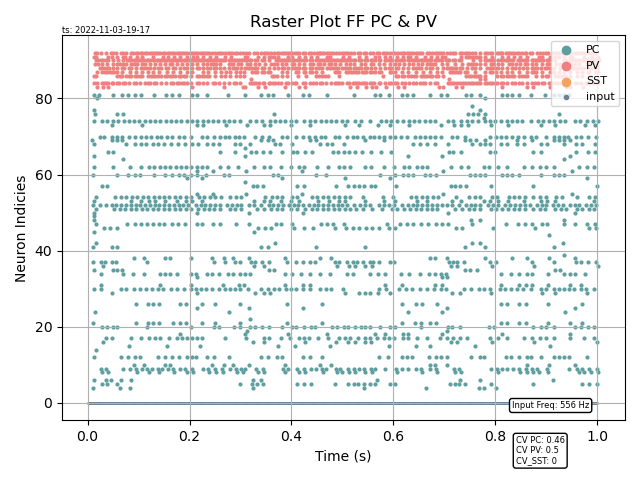 Raster Plot FF PC & PV
ts: 2022-11-03-19-17
PC
PV
SST
input
Neuron Indicies
80
60
40
20
0
Input Freq: 556 Hz
0.0 0.2 0.4 0.6 0.8 1.0
Time (s)
CV PC: 0.46
CV PV: 0.5
CV_SST: 0